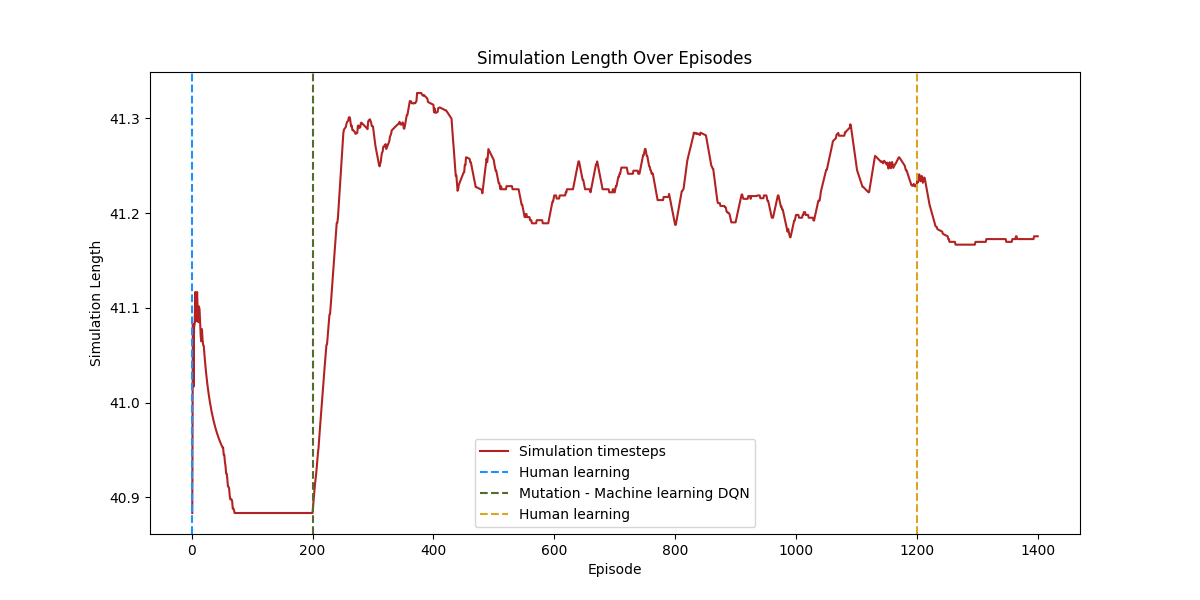 Simulation Length Over Episodes
Simulation Length
41.3
41.2
41.1
41.0
40.9
Simulation timesteps
Human learning
Mutation - Machine learning DQN
Human learning
0 200 400 600 800 1000 1200 1400
Episode